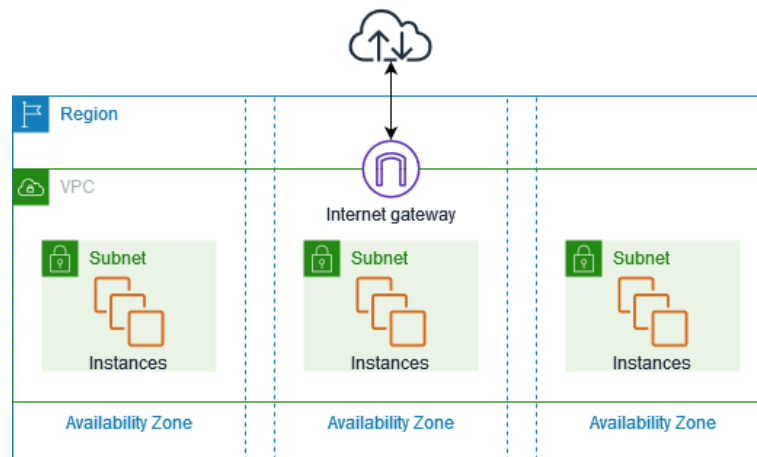 Region
VPC
Internet gateway
Subnet
Subnet
Subnet
Instances
Instances
Instances
Availability Zone
Availability Zone
Availability Zone